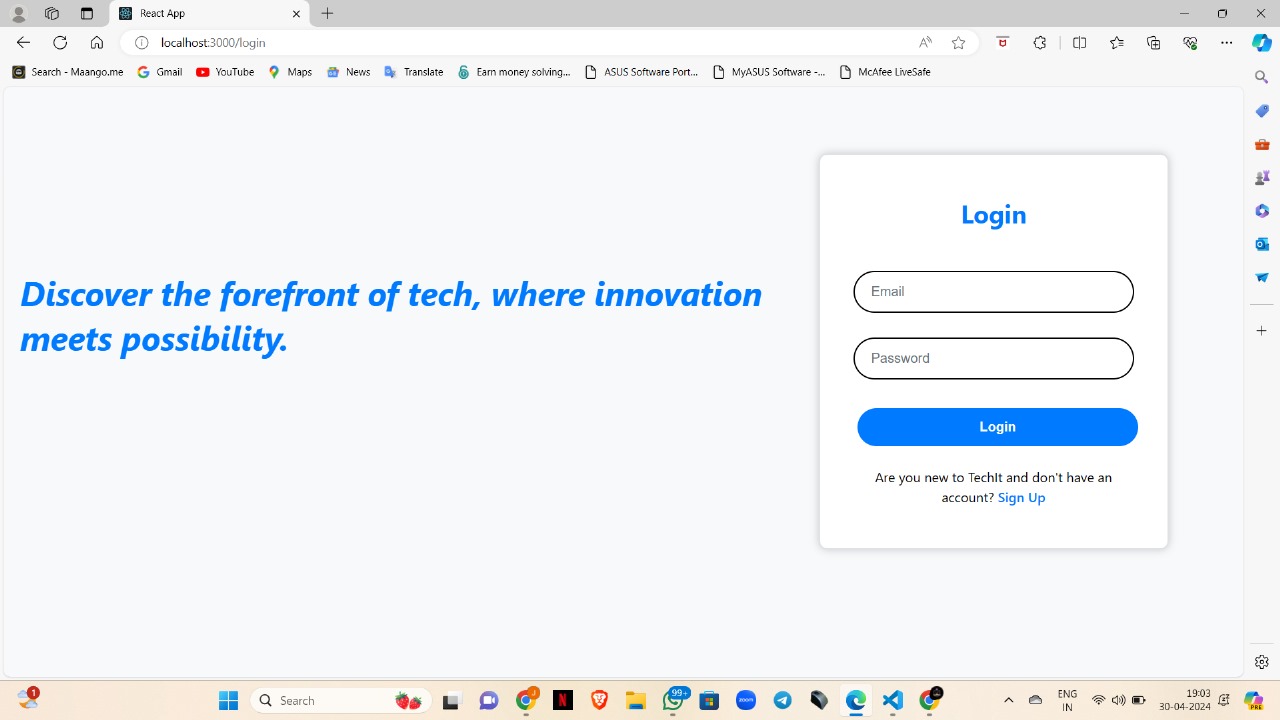 React App
localhost:3000/login
Search - Maango.me
Gmail
YouTube
Maps
News
Translate
Earn money solving...
ASUS Software Port...
MyASUS Software -...
McAfee LiveSafe
Discover the forefront of tech, where innovation
meets possibility.
Login
Email
Password
Login
Are you new to TechIt and don't have an
account? Sign Up
1
Search
J
N
99+
zoom
ENG
IN
19:03
30-04-2024
PRE